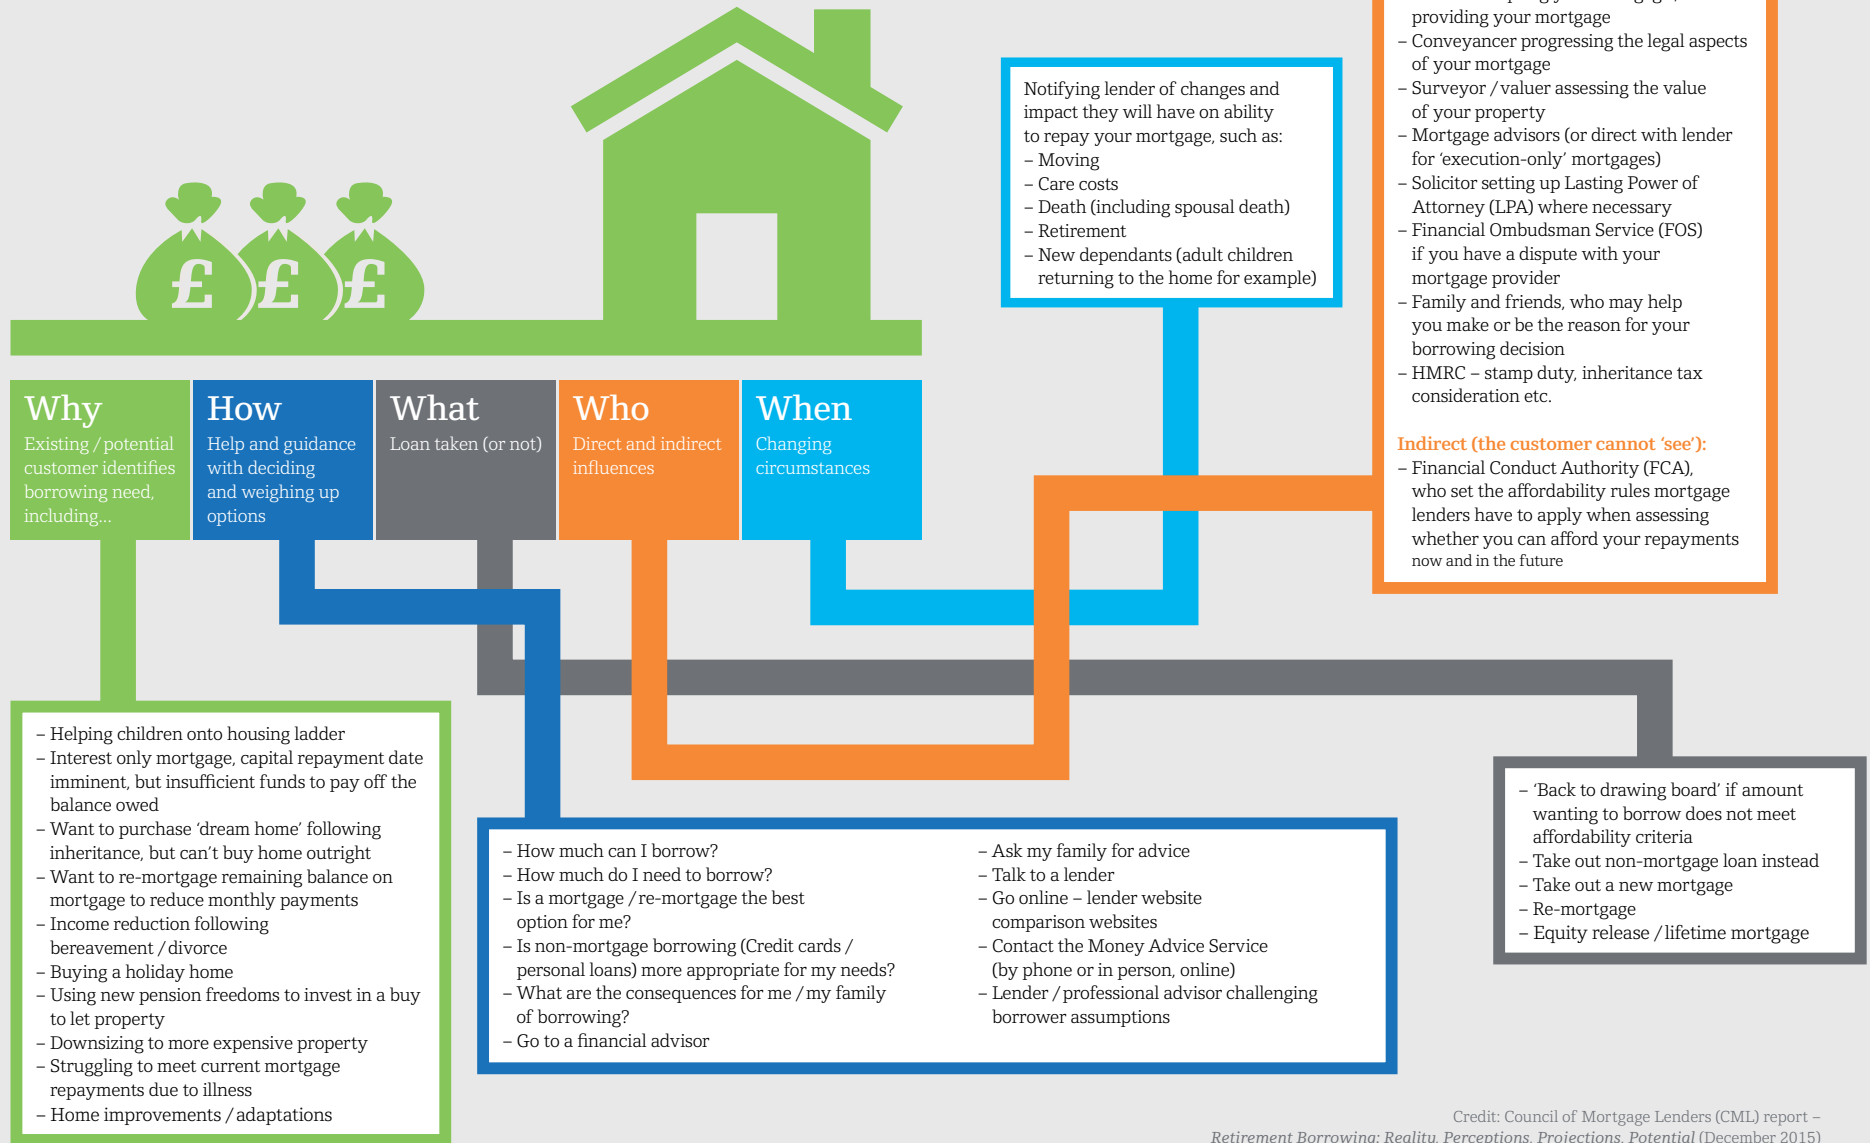 £ £ £
Why
Existing / potential
customer identifies
borrowing need,
including...
How
Help and guidance
with deciding
and weighing up
options
What
Loan taken (or not)
Who
Direct and indirect
influences
When
Changing
circumstances
Notifying lender of changes and
impact they will have on ability
to repay your mortgage, such as:
– Moving
– Care costs
– Death (including spousal death)
– Retirement
– New dependants (adult children
returning to the home for example)
providing your mortgage
– Conveyancer progressing the legal aspects
of your mortgage
– Surveyor / valuer assessing the value
of your property
– Mortgage advisors (or direct with lender
for ‘execution-only’ mortgages)
– Solicitor setting up Lasting Power of
Attorney (LPA) where necessary
– Financial Ombudsman Service (FOS)
if you have a dispute with your
mortgage provider
– Family and friends, who may help
you make or be the reason for your
borrowing decision
– HMRC – stamp duty, inheritance tax
consideration etc.
Indirect (the customer cannot ‘see’):
– Financial Conduct Authority (FCA),
who set the affordability rules mortgage
lenders have to apply when assessing
whether you can afford your repayments
now and in the future
– Helping children onto housing ladder
– Interest only mortgage, capital repayment date
imminent, but insufficient funds to pay off the
balance owed
– Want to purchase ‘dream home’ following
inheritance, but can’t buy home outright
– Want to re-mortgage remaining balance on
mortgage to reduce monthly payments
– Income reduction following
bereavement / divorce
– Buying a holiday home
– Using new pension freedoms to invest in a buy
to let property
– Downsizing to more expensive property
– Struggling to meet current mortgage
repayments due to illness
– Home improvements / adaptations
– How much can I borrow?
– How much do I need to borrow?
– Is a mortgage / re-mortgage the best
option for me?
– Is non-mortgage borrowing (Credit cards /
personal loans) more appropriate for my needs?
– What are the consequences for me / my family
of borrowing?
– Go to a financial advisor
– Ask my family for advice
– Talk to a lender
– Go online – lender website
comparison websites
– Contact the Money Advice Service
(by phone or in person, online)
– Lender / professional advisor challenging
borrower assumptions
– ‘Back to drawing board’ if amount
wanting to borrow does not meet
affordability criteria
– Take out non-mortgage loan instead
– Take out a new mortgage
– Re-mortgage
– Equity release / lifetime mortgage
Credit: Council of Mortgage Lenders (CML) report –
Retirement Borrowing: Reality, Perceptions, Projections, Potential (December 2015)